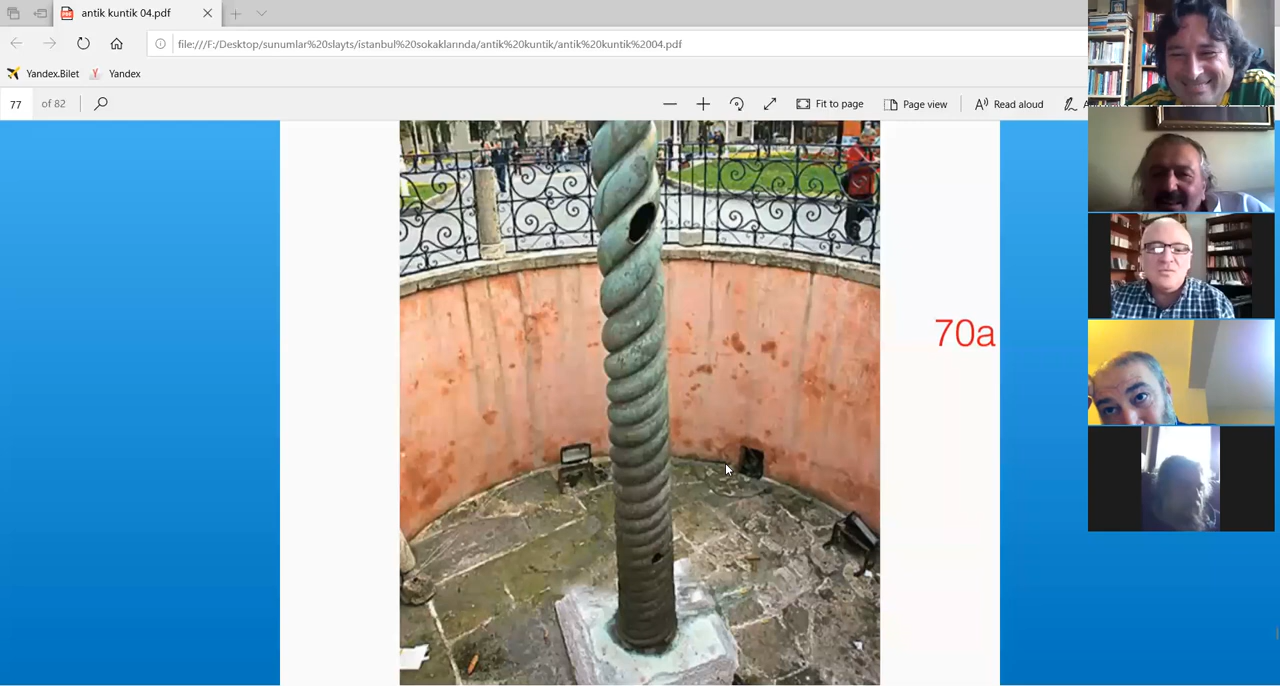 antik kuntik 04.pdf
file:///F:/Desktop/sunumlar%20slayts/istanbul%20sokaklarında/antik%20kuntik/antik%20kuntik%2004.pdf
Yandex.Bilet Yandex
77 of 82 Fit to page Page view Read aloud
70a